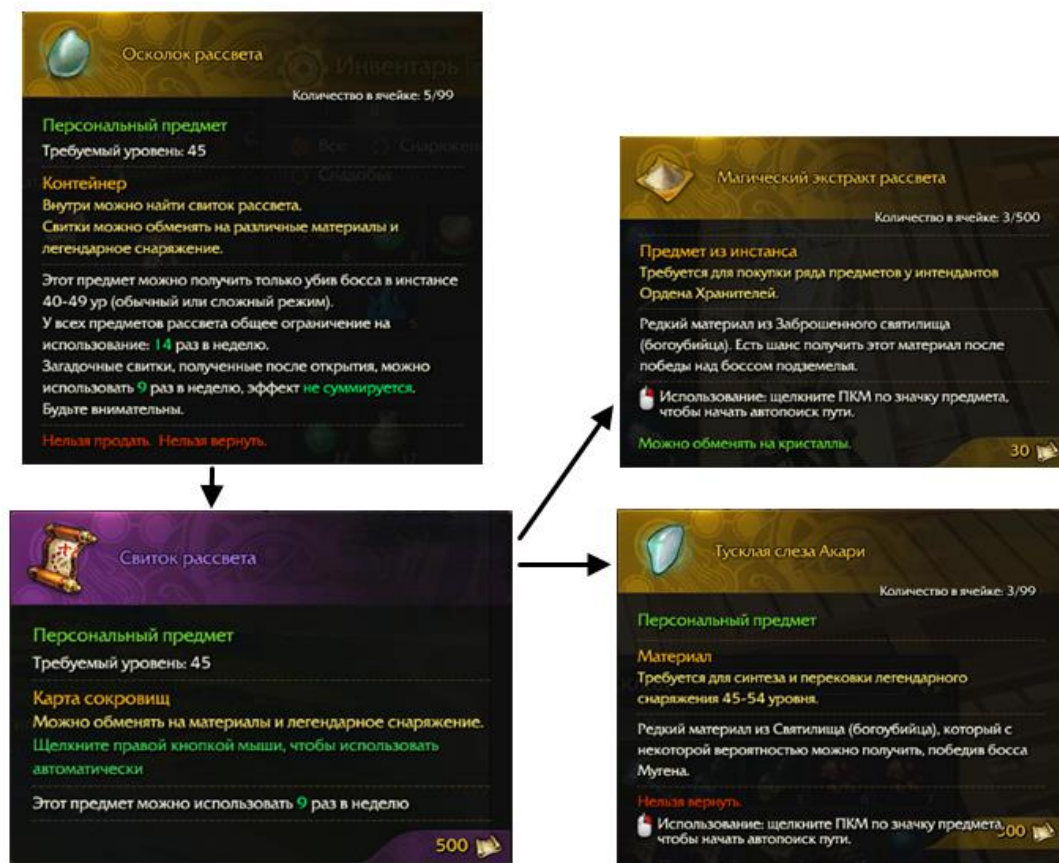 Осколок рассвета
Инвентарь
Количество в ячейке: 5/99
Персональный предмет
Требуемый уровень: 45
Все
Контейнер
Внутри можно найти свиток рассвета.
Свитки можно обменять на различные материалы и
легендарное снаряжение.
Этот предмет можно получить только убив босса в инстансе
40-49 ур (обычный или сложный режим).
У всех предметов рассвета общее ограничение на
использование: 14 раз в неделю.
Загадочные свитки, полученные после открытия, можно
использовать 9 раз в неделю, эффект не суммируется.
Будьте внимательны.
Нельзя продать. Нельзя вернуть.
Свиток рассвета
Персональный предмет
Требуемый уровень: 45
Карта сокровищ
Можно обменять на материалы и легендарное снаряжение.
Щелкните правой кнопкой мыши, чтобы использовать
автоматически
Этот предмет можно использовать 9 раз в неделю
500
Магический экстракт рассвета
Количество в ячейке: 3/500
Предмет из инстанса
Требуется для покупки ряда предметов у интендантов
Ордена Хранителей.
Редкий материал из Заброшенного святилища
(богоубийца). Есть шанс получить этот материал после
победы над боссом подземелья.
Использование: щелкните ПКМ по значку предмета,
чтобы начать автопоиск пути.
Можно обменять на кристаллы.
30
Тусклая слеза Акари
Количество в ячейке: 3/99
Персональный предмет
Материал
Требуется для синтеза и перековки легендарного
снаряжения 45-54 уровня.
Редкий материал из Святилища (богоубийца), который с
некоторой вероятностью можно получить, победив босса
Мугена.
Нельзя вернуть.
Использование: щелкните ПКМ по значку предмета,
чтобы начать автопоиск пути.